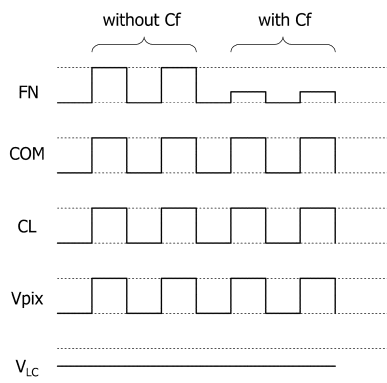 without Cf with Cf
FN
COM
CL
Vpix
VLC